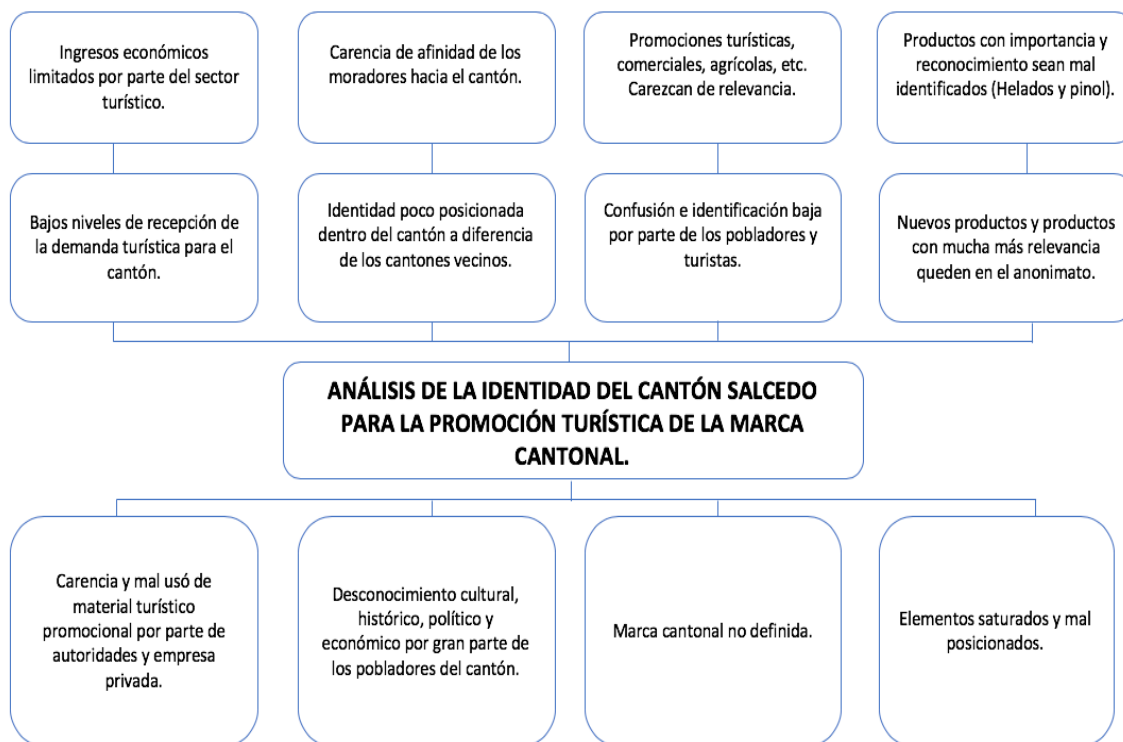 Ingresos económicos
limitados por parte del sector
turístico.
Carencia de afinidad de los
moradores hacia el cantón.
Promociones turísticas,
comerciales, agrícolas, etc.
Carezcan de relevancia.
Productos con importancia y
reconocimiento sean mal
identificados (Helados y pinol).
Bajos niveles de recepción de
la demanda turística para el
cantón.
Identidad poco posicionada
dentro del cantón a diferencia
de los cantones vecinos.
Confusión e identificación baja
por parte de los pobladores y
turistas.
Nuevos productos y productos
con mucha más relevancia
queden en el anonimato.
ANÁLISIS DE LA IDENTIDAD DEL CANTÓN SALCEDO
PARA LA PROMOCIÓN TURÍSTICA DE LA MARCA
CANTONAL.
Carencia y mal usó de
material turístico
promocional por parte de
autoridades y empresa
privada.
Desconocimiento cultural,
histórico, político y
económico por gran parte de
los pobladores del cantón.
Marca cantonal no definida.
Elementos saturados y mal
posicionados.